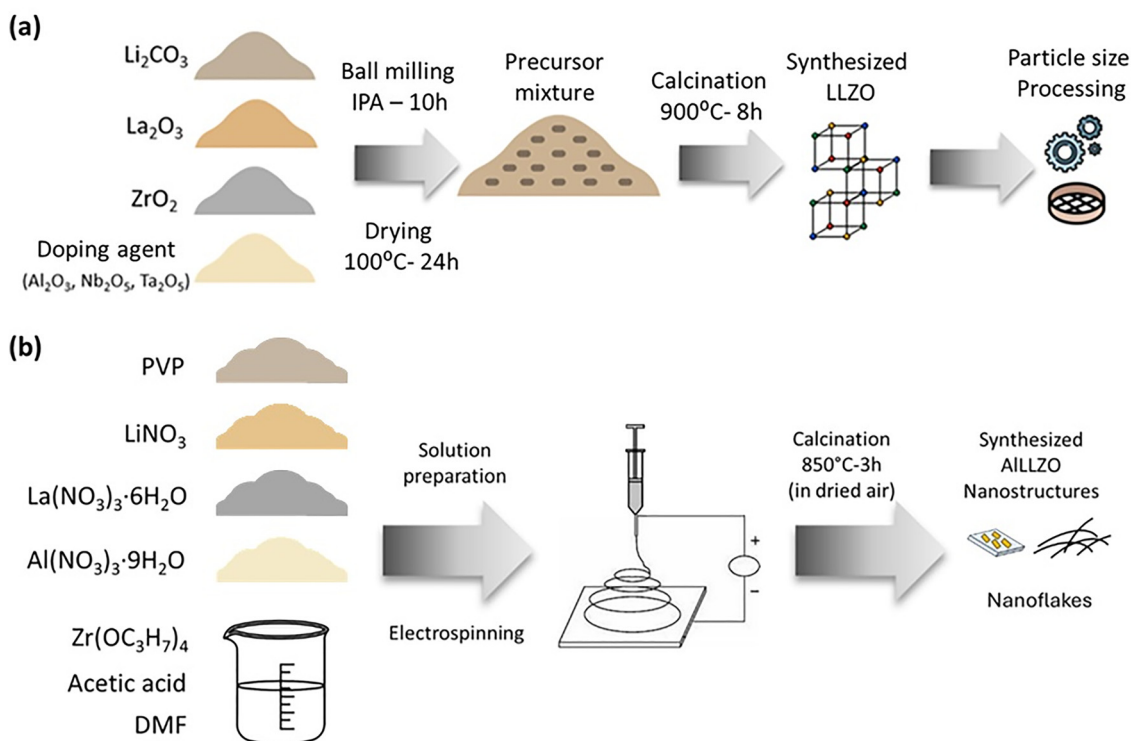 (a)
Li₂CO₃
La₂O₃
ZrO₂
Doping agent
(Al₂O₃, Nb₂O₅, Ta₂O₅)
Ball milling
IPA – 10h
Drying
100⁰C- 24h
Precursor
mixture
Calcination
900⁰C- 8h
Synthesized
LLZO
Particle size
Processing
(b)
PVP
LiNO₃
La(NO₃)₃·6H₂O
Al(NO₃)₃·9H₂O
Zr(OC₃H₇)₄
Acetic acid
DMF
Solution
preparation
Electrospinning
+
–
Calcination
850°C-3h
(in dried air)
Synthesized
AlLLZO
Nanostructures
Nanoflakes